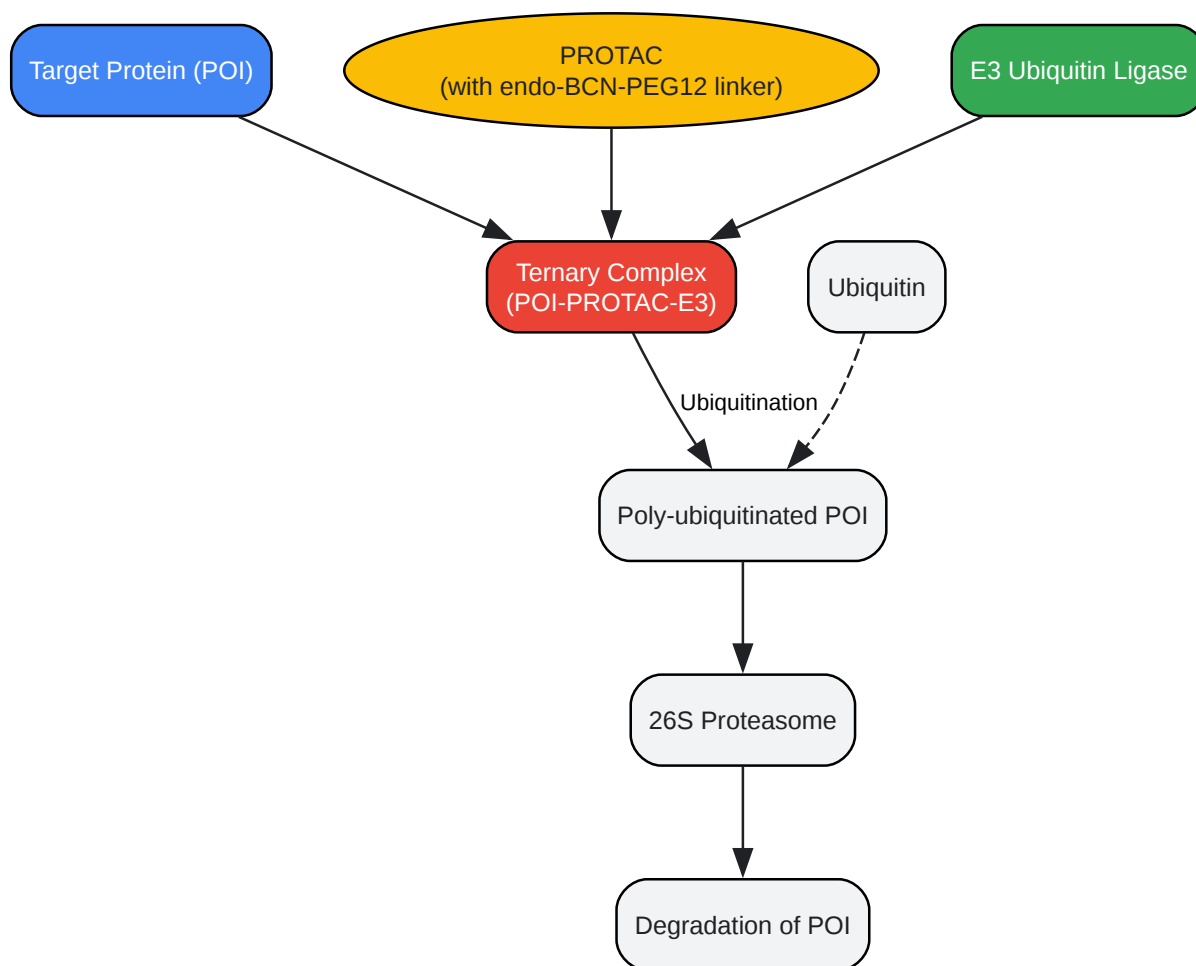 Target Protein (POI)
PROTAC
(with endo-BCN-PEG12 linker)
E3 Ubiquitin Ligase
Ternary Complex
(POI-PROTAC-E3)
Ubiquitin
Ubiquitination
Poly-ubiquitinated POI
26S Proteasome
Degradation of POI